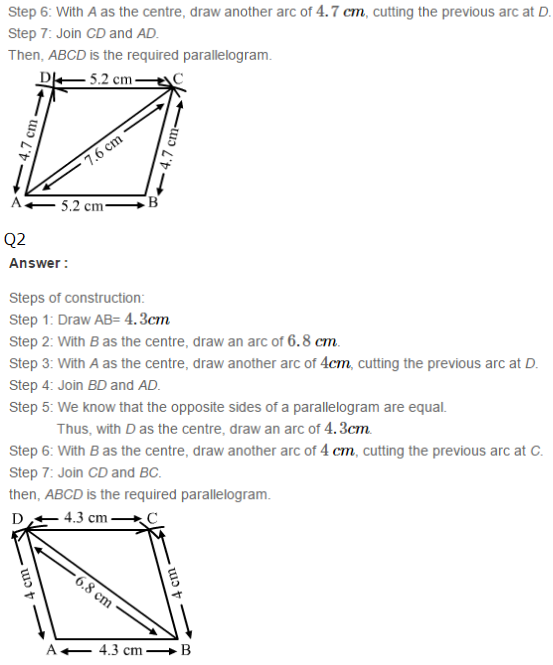 Step 6: With A as the centre, draw another arc of 4.7 cm, cutting the previous arc at D.
Step 7: Join CD and AD.
Then, ABCD is the required parallelogram.
D 5.2 cm C
4.7 cm
7.6 cm
4.7 cm
A 5.2 cm B
Q2
Answer :
Steps of construction:
Step 1: Draw AB= 4.3cm
Step 2: With B as the centre, draw an arc of 6.8 cm.
Step 3: With A as the centre, draw another arc of 4cm, cutting the previous arc at D.
Step 4: Join BD and AD.
Step 5: We know that the opposite sides of a parallelogram are equal.
Thus, with D as the centre, draw an arc of 4.3cm.
Step 6: With B as the centre, draw another arc of 4 cm, cutting the previous arc at C.
Step 7: Join CD and BC.
then, ABCD is the required parallelogram.
D 4.3 cm C
4 cm
6.8 cm
4 cm
A 4.3 cm B